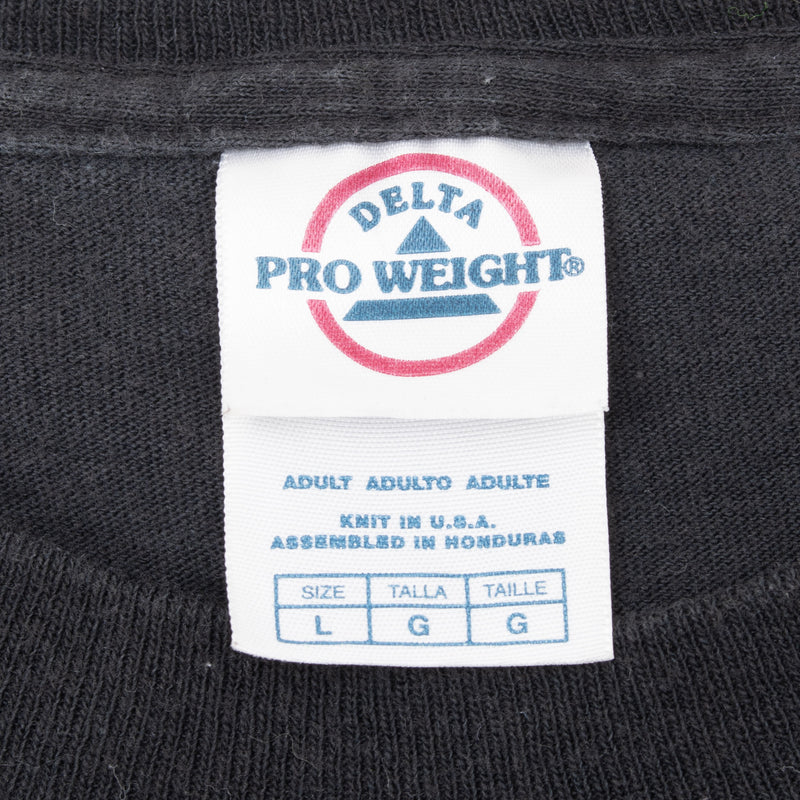 DELTA
PRO WEIGHT®
ADULT ADULTO ADULTE
KNIT IN U.S.A.
ASSEMBLED IN HONDURAS
SIZE TALLA TAILLE
L G G